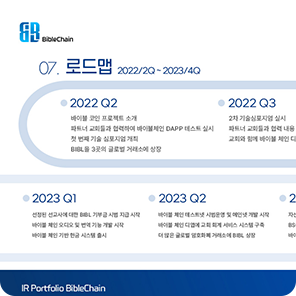 BibleChain
07. 로드맵 2022/2Q ~ 2023/4Q
2022 Q2
바이블 코인 프로젝트 소개
파트너 교회들과 협력하여 바이블체인 DAPP 테스트 실시
첫 번째 기술 심포지엄 개최
BIBL을 3곳의 글로벌 거래소에 상장
2022 Q3
2차 기술심포지엄 실시
파트너 교회들과 협력 내용
교회와 함께 바이블 체인 디
2023 Q1
선정된 선교사에 대한 BIBL 기부금 시범 지급 시작
바이블 체인 오디오 및 번역 기능 개발 시작
바이블 체인 기반 헌금 시스템 출시
2023 Q2
바이블 체인 테스트넷 시범운영 및 메인넷 개발 시작
바이블 체인 디앱에 교회 회계 서비스 시스템 구축
더 많은 글로벌 암호화폐 거래소에 BIBL 상장
2
자선
BS
바이
IR Portfolio BibleChain